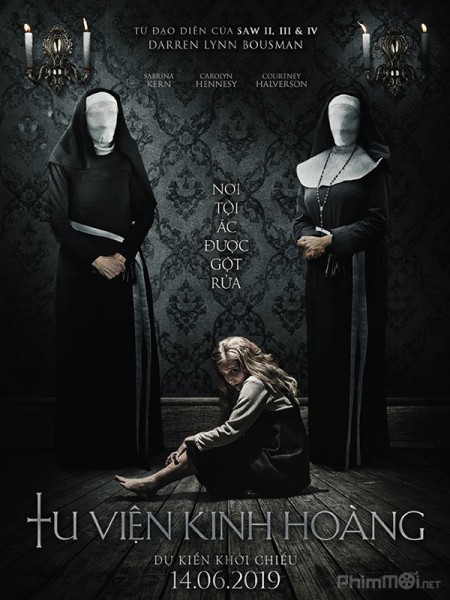 TỪ ĐẠO DIỄN CỦA SAW II, III & IV
DARREN LYNN BOUSMAN
SABRINA KERN
CAROLYN HENNESY
COURTNEY HALVERSON
NƠI
TỘI
ÁC
ĐƯỢC
GỘT
RỬA
TU VIỆN KINH HOÀNG
DỰ KIẾN KHỞI CHIẾU
14.06.2019
PHIMMOI.NET